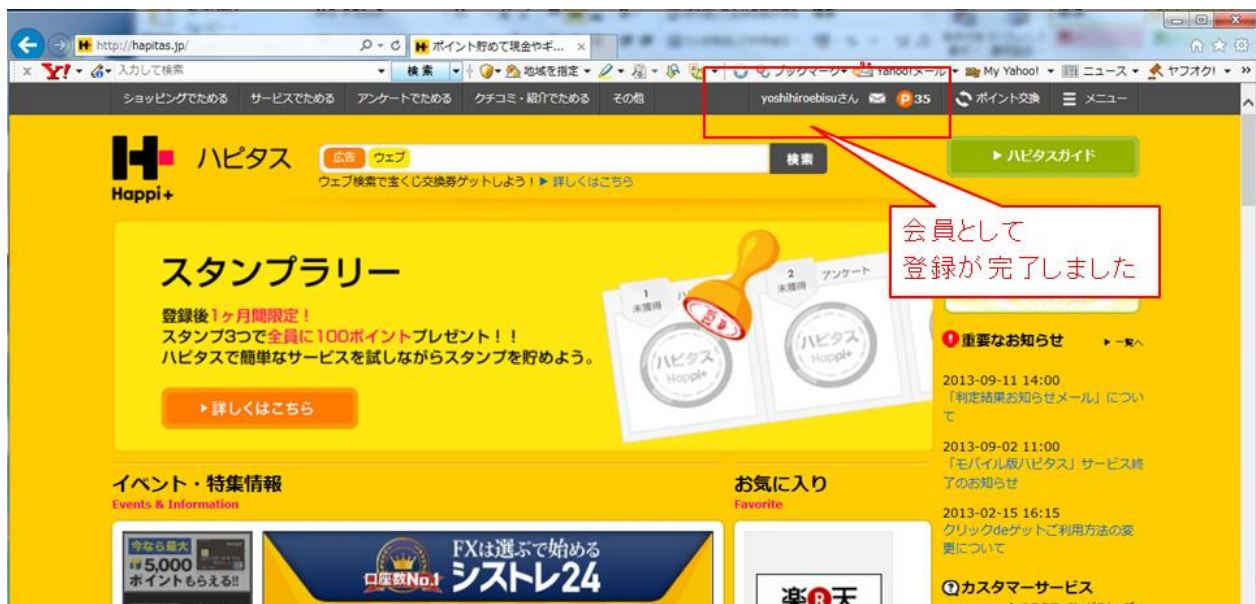 http://hapitas.jp/
ポイント貯めて現金やギ...
入力して検索
検索
地域を指定
ブックマーク
Yahoo!メール
My Yahoo!
ニュース
ヤフオク!
ショッピングでためる サービスでためる アンケートでためる クチコミ・紹介でためる その他
yoshihiroebisuさん P 35 ポイント交換 メニュー
ハピタス
Happi+
広告 ウェブ
検索
ウェブ検索で宝くじ交換券ゲットしよう!▶ 詳しくはこちら
▶ ハピタスガイド
会員として
登録が完了しました
スタンプラリー
登録後1ヶ月間限定!
スタンプ3つで全員に100ポイントプレゼント!!
ハピタスで簡単なサービスを試しながらスタンプを貯めよう。
▶詳しくはこちら
1
未獲得
ハピタス
Happi+
2
未獲得
アンケート
ハピタス
Happi+
重要なお知らせ
▶ 一覧へ
2013-09-11 14:00
「判定結果お知らせメール」につい
て
2013-09-02 11:00
「モバイル版ハピタス」サービス終
了のお知らせ
2013-02-15 16:15
クリックdeゲットご利用方法の変
更について
カスタマーサービス
イベント・特集情報
Events & Information
お気に入り
Favorite
今なら最大
5,000
ポイントもらえる!!
口座数No.1
FXは選ぶで始める
シストレ24
楽天